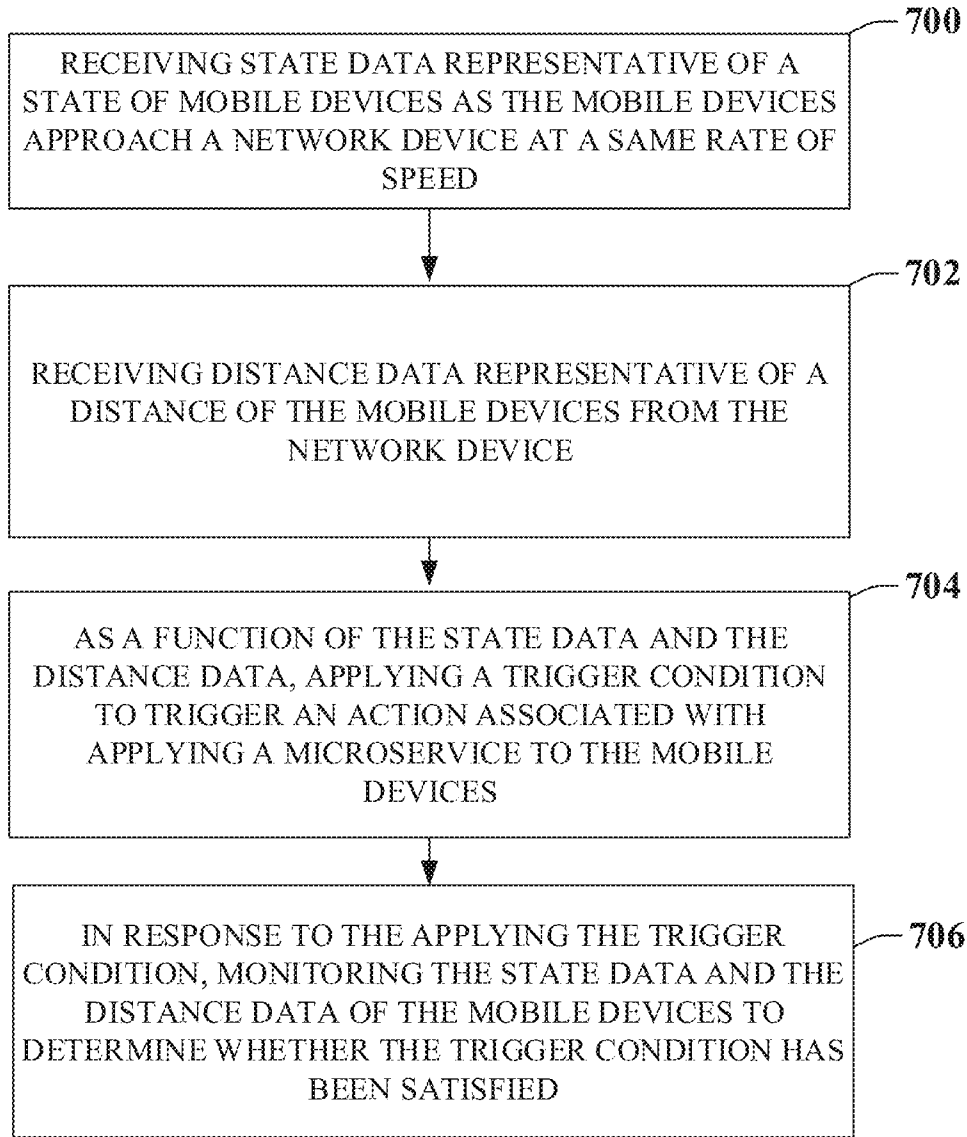 700
RECEIVING STATE DATA REPRESENTATIVE OF A
STATE OF MOBILE DEVICES AS THE MOBILE DEVICES
APPROACH A NETWORK DEVICE AT A SAME RATE OF
SPEED
702
RECEIVING DISTANCE DATA REPRESENTATIVE OF A
DISTANCE OF THE MOBILE DEVICES FROM THE
NETWORK DEVICE
704
AS A FUNCTION OF THE STATE DATA AND THE
DISTANCE DATA, APPLYING A TRIGGER CONDITION
TO TRIGGER AN ACTION ASSOCIATED WITH
APPLYING A MICROSERVICE TO THE MOBILE
DEVICES
706
IN RESPONSE TO THE APPLYING THE TRIGGER
CONDITION, MONITORING THE STATE DATA AND THE
DISTANCE DATA OF THE MOBILE DEVICES TO
DETERMINE WHETHER THE TRIGGER CONDITION HAS
BEEN SATISFIED